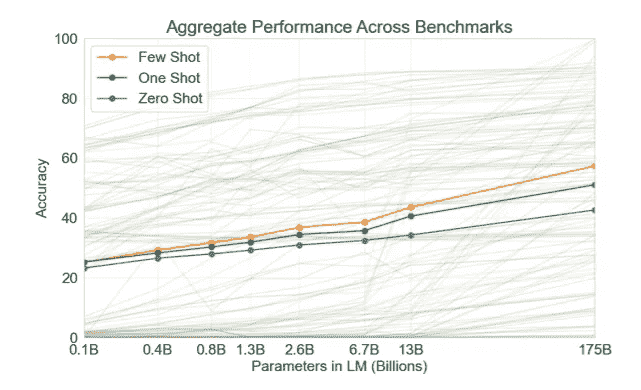 Aggregate Performance Across Benchmarks
100
80
60
40
20
0
Accuracy
Few Shot
One Shot
Zero Shot
0.1B 0.4B 0.8B 1.3B 2.6B 6.7B 13B 175B
Parameters in LM (Billions)